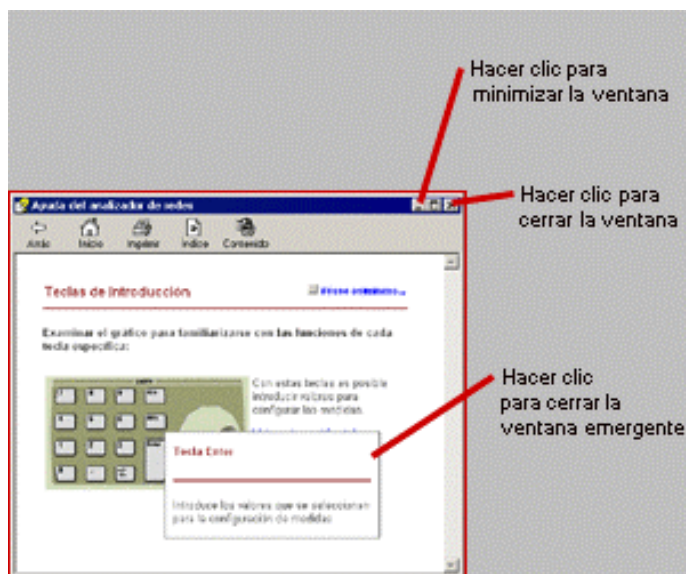 Hacer clic para
minimizar la ventana
Hacer clic para
cerrar la ventana
Ayuda del analizador de redes
Atrás Inicio Imprimir Índice Contenido
Teclas de Introducción
Examinar el gráfico para familiarizarse con las funciones de cada
tecla específica:
Con estas teclas es posible
introducir valores para
configurar las medidas.
Hacer clic
para cerrar la
ventana emergente
Tecla Enter
Introduce los valores que se seleccionan
para la configuración de medidas